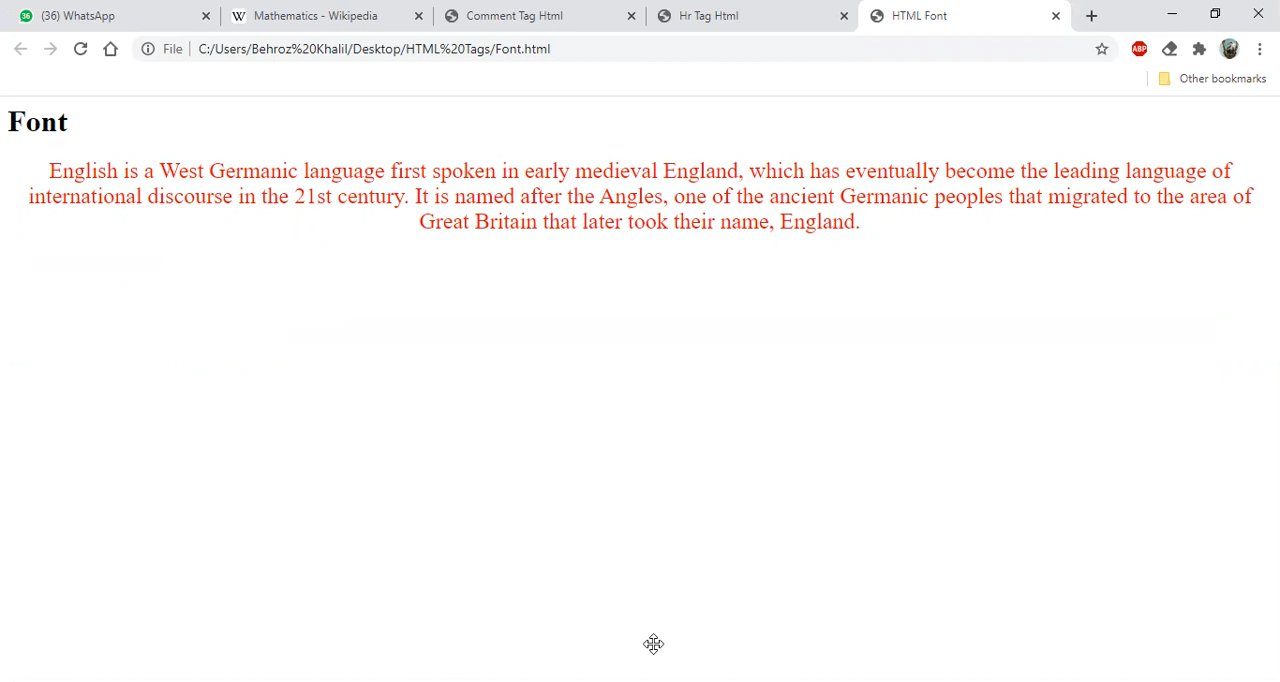 36 (36) WhatsApp
W Mathematics - Wikipedia
Comment Tag Html
Hr Tag Html
HTML Font
File C:/Users/Behroz%20Khalil/Desktop/HTML%20Tags/Font.html
ABP
Other bookmarks
Font
English is a West Germanic language first spoken in early medieval England, which has eventually become the leading language of
international discourse in the 21st century. It is named after the Angles, one of the ancient Germanic peoples that migrated to the area of
Great Britain that later took their name, England.